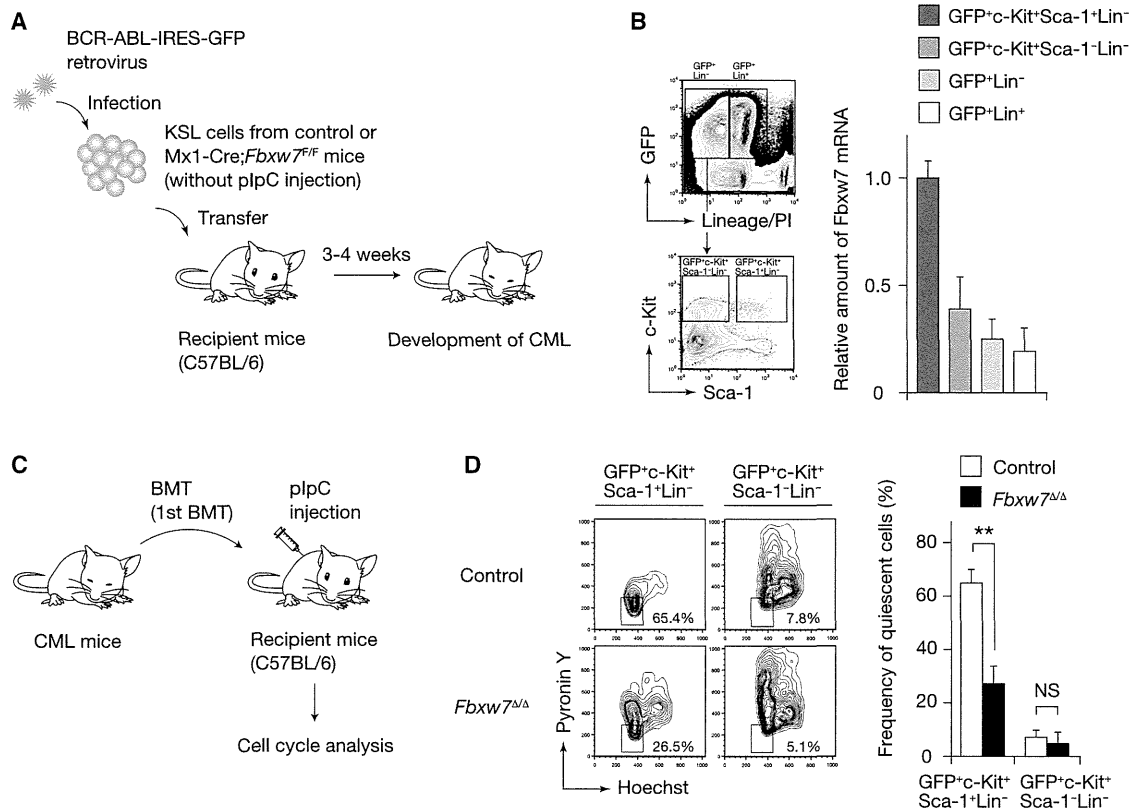 A
BCR-ABL-IRES-GFP
retrovirus
Infection
KSL cells from control or
Mx1-Cre;Fbxw7F/F mice
(without pIpC injection)
Transfer
3-4 weeks
Recipient mice
(C57BL/6)
Development of CML
B
GFP+ Lin-
GFP+ Lin+
GFP
Lineage/PI
GFP+c-Kit+
Sca-1-Lin-
GFP+c-Kit+
Sca-1+Lin-
c-Kit
Sca-1
GFP+c-Kit+Sca-1+Lin-
GFP+c-Kit+Sca-1-Lin-
GFP+Lin-
GFP+Lin+
Relative amount of Fbxw7 mRNA
1.0
0.5
0
C
BMT
(1st BMT)
pIpC
injection
CML mice
Recipient mice
(C57BL/6)
Cell cycle analysis
D
GFP+c-Kit+
Sca-1+Lin-
GFP+c-Kit+
Sca-1-Lin-
Control
65.4%
7.8%
Fbxw7Δ/Δ
26.5%
5.1%
Pyronin Y
Hoechst
Control
Fbxw7Δ/Δ
Frequency of quiescent cells (%)
80
60
40
20
0
**
NS
GFP+c-Kit+
Sca-1+Lin-
GFP+c-Kit+
Sca-1-Lin-